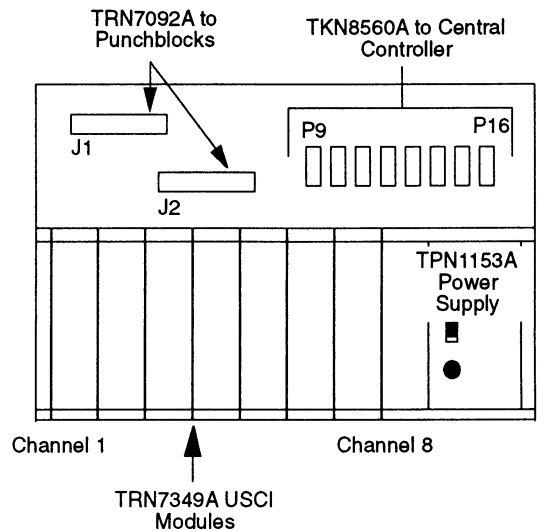 TRN7092A to
Punchblocks
TKN8560A to Central
Controller
P9
P16
J1
J2
TPN1153A
Power
Supply
Channel 1
Channel 8
TRN7349A USCI
Modules